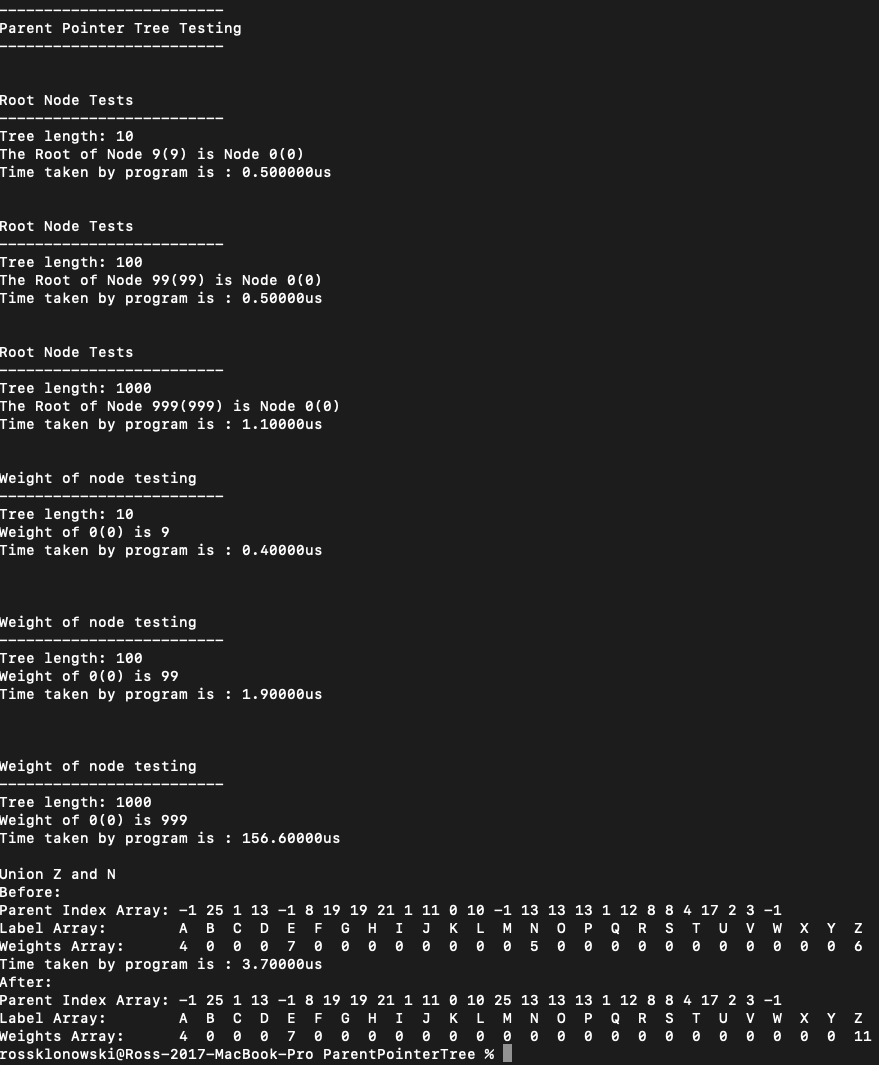 -------------------------
Parent Pointer Tree Testing
-------------------------
Root Node Tests
-------------------------
Tree length: 10
The Root of Node 9(9) is Node 0(0)
Time taken by program is : 0.500000us
Root Node Tests
-------------------------
Tree length: 100
The Root of Node 99(99) is Node 0(0)
Time taken by program is : 0.50000us
Root Node Tests
-------------------------
Tree length: 1000
The Root of Node 999(999) is Node 0(0)
Time taken by program is : 1.10000us
Weight of node testing
-------------------------
Tree length: 10
Weight of 0(0) is 9
Time taken by program is : 0.40000us
Weight of node testing
-------------------------
Tree length: 100
Weight of 0(0) is 99
Time taken by program is : 1.90000us
Weight of node testing
-------------------------
Tree length: 1000
Weight of 0(0) is 999
Time taken by program is : 156.60000us
Union Z and N
Before:
Parent Index Array: -1 25 1 13 -1 8 19 19 21 1 11 0 10 -1 13 13 13 1 12 8 8 4 17 2 3 -1
Label Array:        A  B  C  D  E  F  G  H  I  J  K  L  M  N  O  P  Q  R  S  T  U  V  W  X  Y  Z
Weights Array:      4  0  0  0  7  0  0  0  0  0  0  0  0  5  0  0  0  0  0  0  0  0  0  0  0  6
Time taken by program is : 3.70000us
After:
Parent Index Array: -1 25 1 13 -1 8 19 19 21 1 11 0 10 25 13 13 13 1 12 8 8 4 17 2 3 -1
Label Array:        A  B  C  D  E  F  G  H  I  J  K  L  M  N  O  P  Q  R  S  T  U  V  W  X  Y  Z
Weights Array:      4  0  0  0  7  0  0  0  0  0  0  0  0  0  0  0  0  0  0  0  0  0  0  0  0  11
rossklonowski@Ross-2017-MacBook-Pro ParentPointerTree %